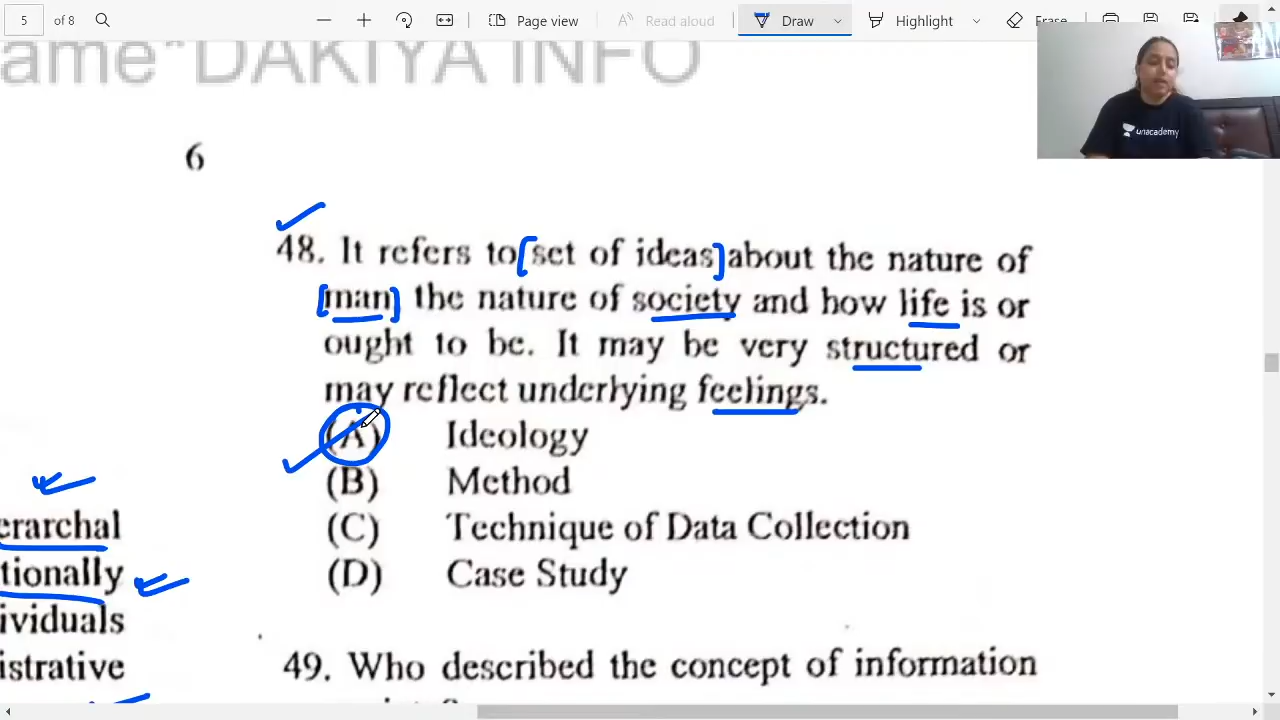 5 of 8 Page view Read aloud Draw Highlight Erase
ame*DAKIYA INFO
unacademy
6
48. It refers to set of ideas about the nature of
man the nature of society and how life is or
ought to be. It may be very structured or
may reflect underlying feelings.
(A) Ideology
(B) Method
(C) Technique of Data Collection
(D) Case Study
erarchal
tionally
ividuals
istrative
49. Who described the concept of information